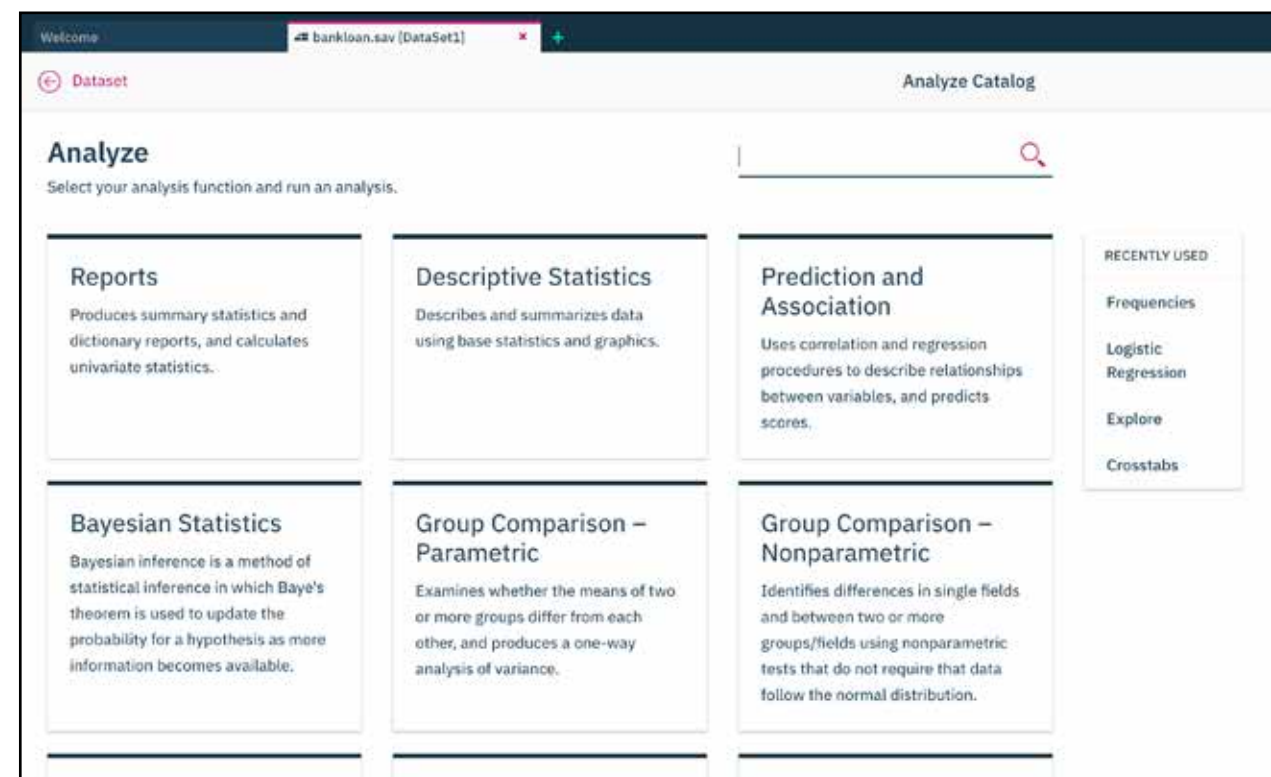 Welcome
bankloan.sav [DataSet1]
Dataset
Analyze Catalog
Analyze
Select your analysis function and run an analysis.
Reports
Produces summary statistics and
dictionary reports, and calculates
univariate statistics.
Descriptive Statistics
Describes and summarizes data
using base statistics and graphics.
Prediction and
Association
Uses correlation and regression
procedures to describe relationships
between variables, and predicts
scores.
RECENTLY USED
Frequencies
Logistic
Regression
Explore
Crosstabs
Bayesian Statistics
Bayesian inference is a method of
statistical inference in which Baye's
theorem is used to update the
probability for a hypothesis as more
information becomes available.
Group Comparison –
Parametric
Examines whether the means of two
or more groups differ from each
other, and produces a one-way
analysis of variance.
Group Comparison –
Nonparametric
Identifies differences in single fields
and between two or more
groups/fields using nonparametric
tests that do not require that data
follow the normal distribution.